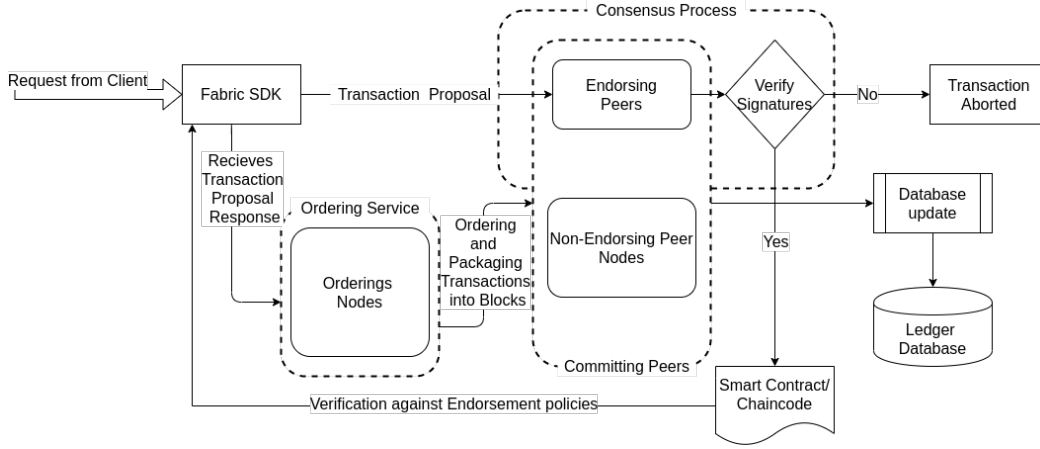 Consensus Process
Request from Client
Fabric SDK
Transaction Proposal
Endorsing
Peers
Verify
Signatures
No
Transaction
Aborted
Recieves
Transaction
Proposal
Response
Ordering Service
Orderings
Nodes
Ordering
and
Packaging
Transactions
into Blocks
Non-Endorsing Peer
Nodes
Committing Peers
Yes
Database
update
Ledger
Database
Smart Contract/
Chaincode
Verification against Endorsement policies